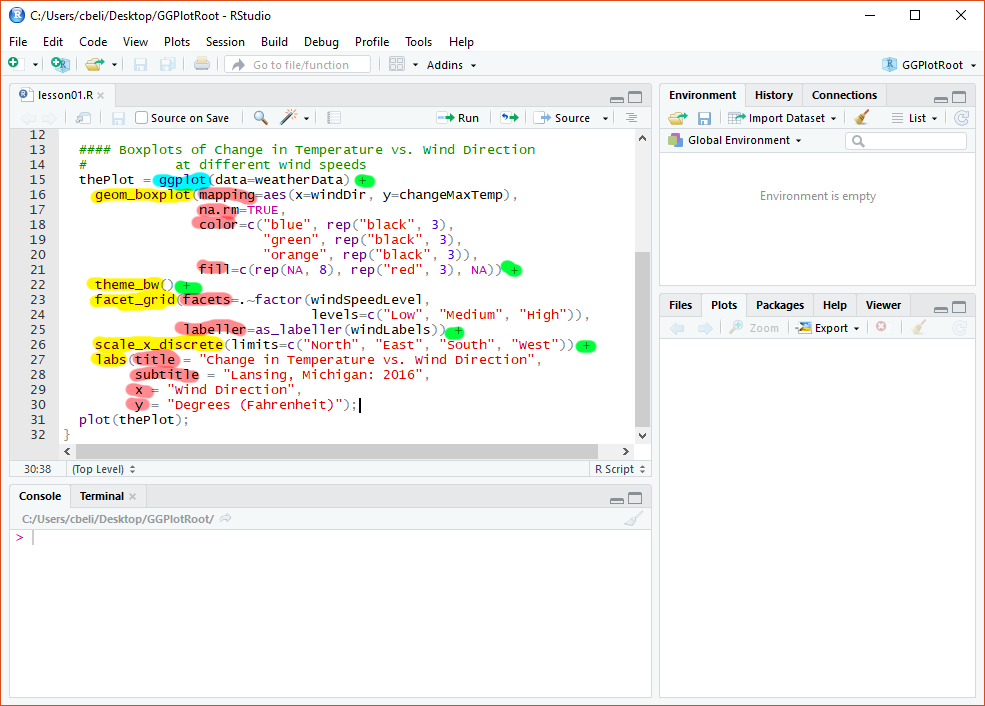 C:/Users/cbeli/Desktop/GGPlotRoot - RStudio
File Edit Code View Plots Session Build Debug Profile Tools Help
Go to file/function Addins GGPlotRoot
lesson01.R
Source on Save Run Source
12
13 #### Boxplots of Change in Temperature vs. Wind Direction
14 # at different wind speeds
15 thePlot = ggplot(data=weatherData) +
16 geom_boxplot(mapping=aes(x=windDir, y=changeMaxTemp),
17 na.rm=TRUE,
18 color=c("blue", rep("black", 3),
19 "green", rep("black", 3),
20 "orange", rep("black", 3)),
21 fill=c(rep(NA, 8), rep("red", 3), NA)) +
22 theme_bw() +
23 facet_grid(facets=.~factor(windSpeedLevel,
24 levels=c("Low", "Medium", "High")),
25 labeller=as_labeller(windLabels)) +
26 scale_x_discrete(limits=c("North", "East", "South", "West")) +
27 labs(title = "Change in Temperature vs. Wind Direction",
28 subtitle = "Lansing, Michigan: 2016",
29 x = "Wind Direction",
30 y = "Degrees (Fahrenheit)");
31 plot(thePlot);
32 }
30:38 (Top Level) R Script
Console Terminal
C:/Users/cbeli/Desktop/GGPlotRoot/
>
Environment History Connections
Import Dataset List
Global Environment
Environment is empty
Files Plots Packages Help Viewer
Zoom Export